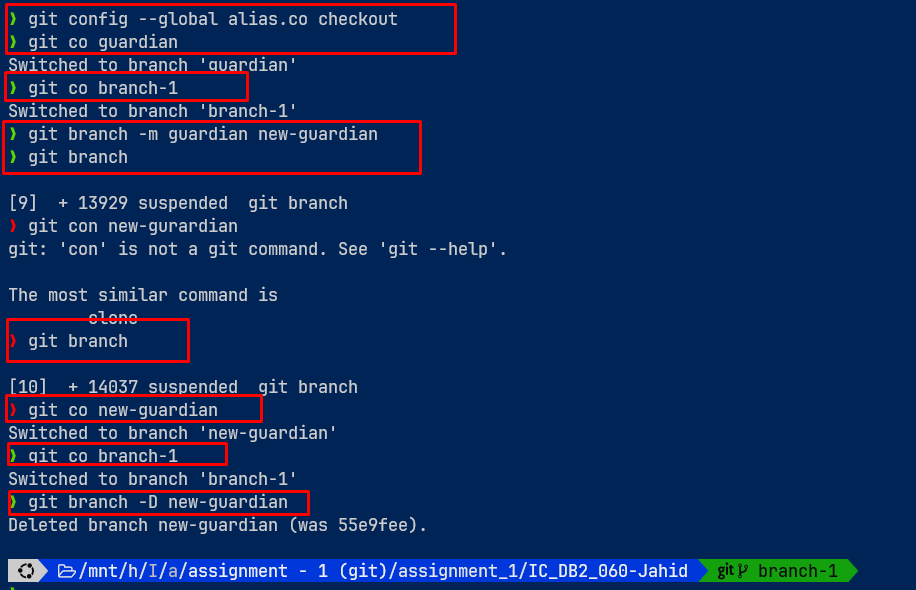 ❯ git config --global alias.co checkout
❯ git co guardian
Switched to branch 'guardian'
❯ git co branch-1
Switched to branch 'branch-1'
❯ git branch -m guardian new-guardian
❯ git branch
[9]  + 13929 suspended  git branch
❯ git con new-gurardian
git: 'con' is not a git command. See 'git --help'.
The most similar command is
clone
❯ git branch
[10]  + 14037 suspended  git branch
❯ git co new-guardian
Switched to branch 'new-guardian'
❯ git co branch-1
Switched to branch 'branch-1'
❯ git branch -D new-guardian
Deleted branch new-guardian (was 55e9fee).
/mnt/h/I/a/assignment - 1 (git)/assignment_1/IC_DB2_060-Jahid git branch-1